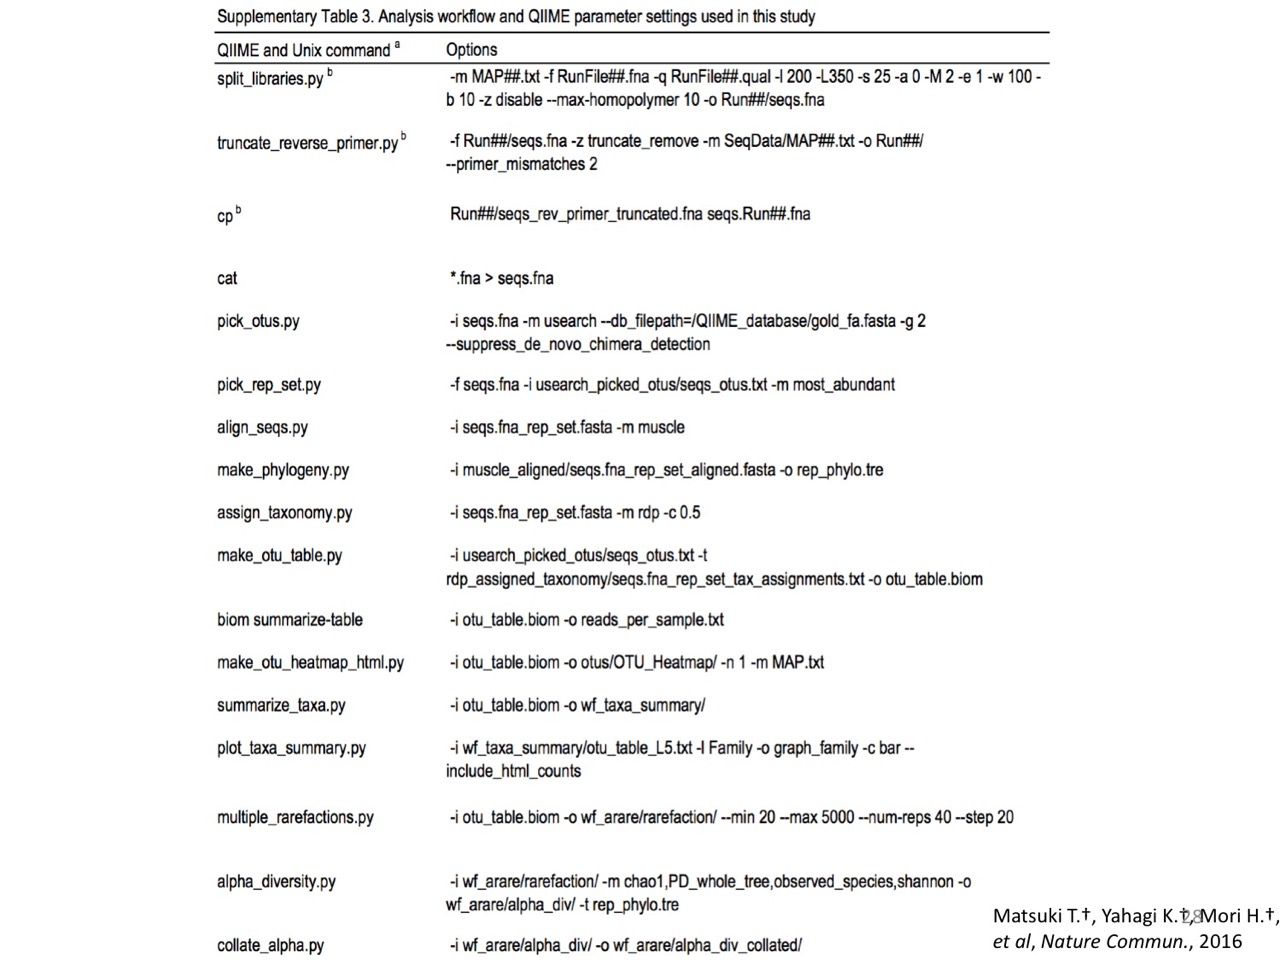 Supplementary Table 3. Analysis workflow and QIIME parameter settings used in this study
QIIME and Unix command a Options
split_libraries.py b -m MAP##.txt -f RunFile##.fna -q RunFile##.qual -l 200 -L350 -s 25 -a 0 -M 2 -e 1 -w 100 -
b 10 -z disable --max-homopolymer 10 -o Run##/seqs.fna
truncate_reverse_primer.py b -f Run##/seqs.fna -z truncate_remove -m SeqData/MAP##.txt -o Run##/
--primer_mismatches 2
cp b Run##/seqs_rev_primer_truncated.fna seqs.Run##.fna
cat *.fna > seqs.fna
pick_otus.py -i seqs.fna -m usearch --db_filepath=/QIIME_database/gold_fa.fasta -g 2
--suppress_de_novo_chimera_detection
pick_rep_set.py -f seqs.fna -i usearch_picked_otus/seqs_otus.txt -m most_abundant
align_seqs.py -i seqs.fna_rep_set.fasta -m muscle
make_phylogeny.py -i muscle_aligned/seqs.fna_rep_set_aligned.fasta -o rep_phylo.tre
assign_taxonomy.py -i seqs.fna_rep_set.fasta -m rdp -c 0.5
make_otu_table.py -i usearch_picked_otus/seqs_otus.txt -t
rdp_assigned_taxonomy/seqs.fna_rep_set_tax_assignments.txt -o otu_table.biom
biom summarize-table -i otu_table.biom -o reads_per_sample.txt
make_otu_heatmap_html.py -i otu_table.biom -o otus/OTU_Heatmap/ -n 1 -m MAP.txt
summarize_taxa.py -i otu_table.biom -o wf_taxa_summary/
plot_taxa_summary.py -i wf_taxa_summary/otu_table_L5.txt -l Family -o graph_family -c bar --
include_html_counts
multiple_rarefactions.py -i otu_table.biom -o wf_arare/rarefaction/ --min 20 --max 5000 --num-reps 40 --step 20
alpha_diversity.py -i wf_arare/rarefaction/ -m chao1,PD_whole_tree,observed_species,shannon -o
wf_arare/alpha_div/ -t rep_phylo.tre
collate_alpha.py -i wf_arare/alpha_div/ -o wf_arare/alpha_div_collated/
Matsuki T.†, Yahagi K.†, Mori H.†,
et al, Nature Commun., 2016
28